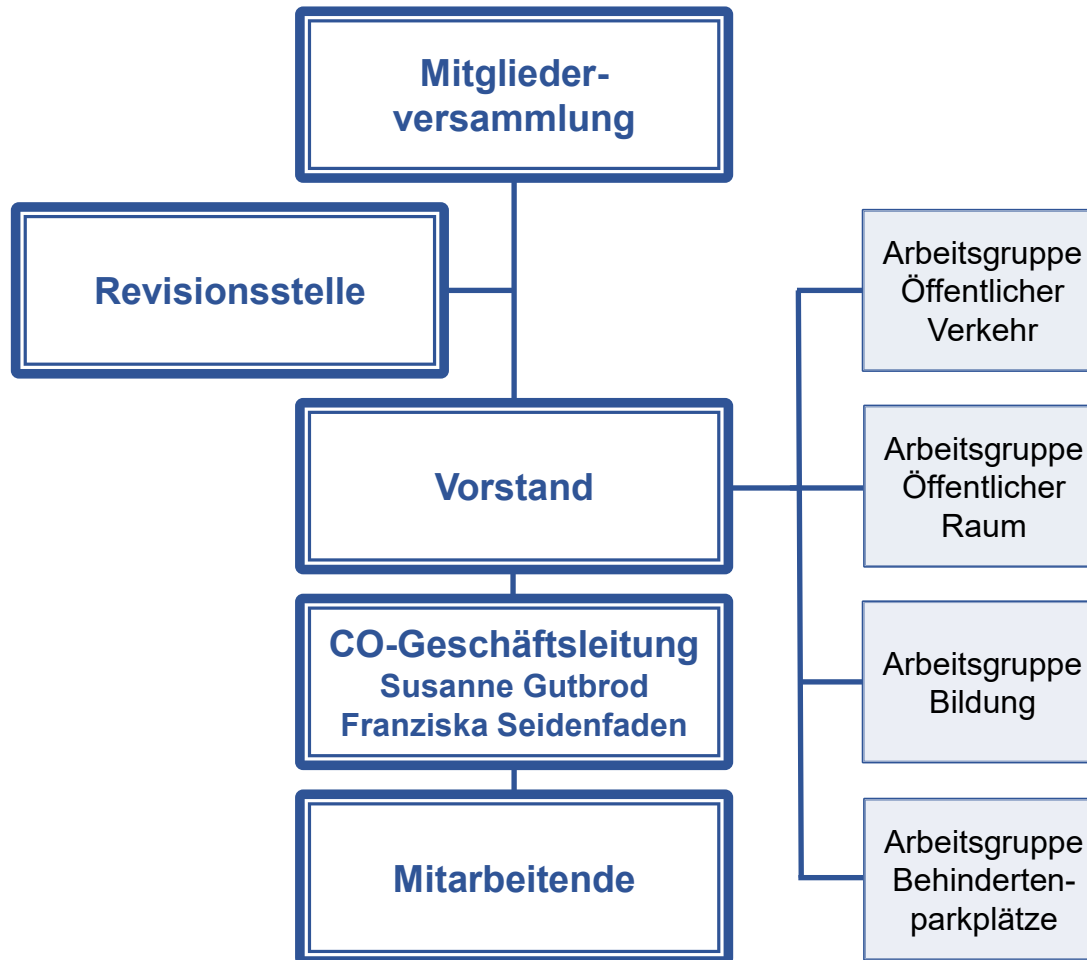 Mitglieder-
versammlung
Revisionsstelle
Vorstand
CO-Geschäftsleitung
Susanne Gutbrod
Franziska Seidenfaden
Mitarbeitende
Arbeitsgruppe
Öffentlicher
Verkehr
Arbeitsgruppe
Öffentlicher
Raum
Arbeitsgruppe
Bildung
Arbeitsgruppe
Behinderten-
parkplätze